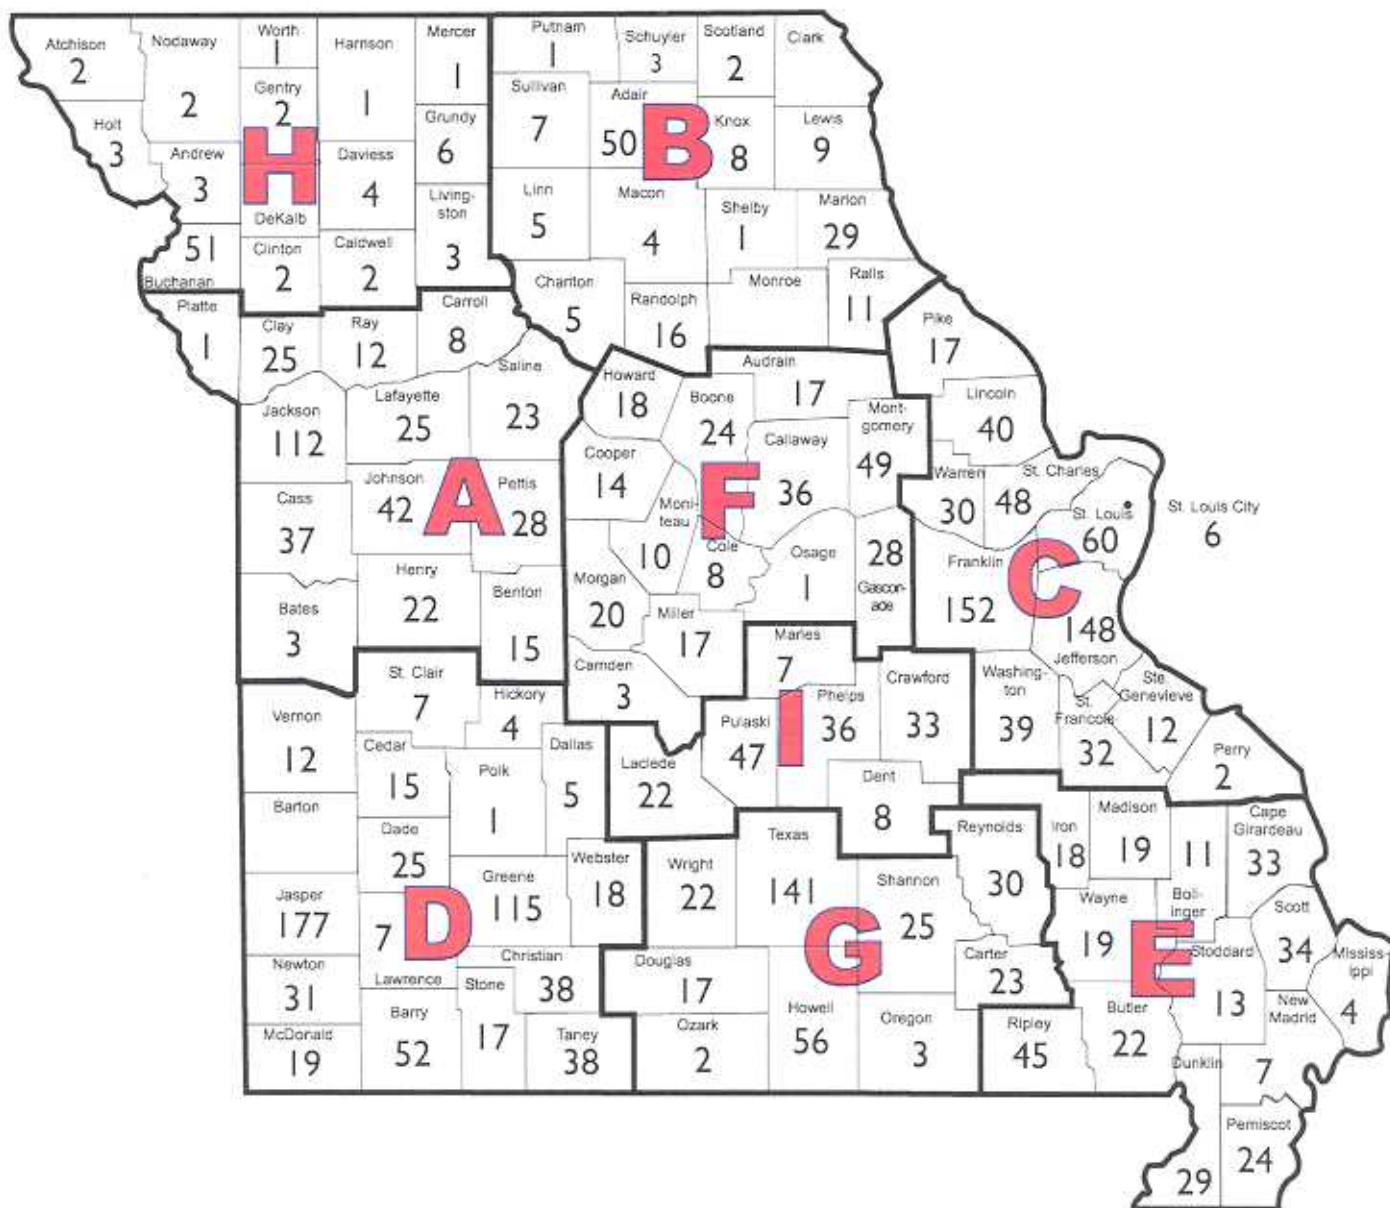 Atchison
2
Nodaway
2
Worth
1
Harrison
1
Mercer
1
Putnam
1
Schuyler
3
Scotland
2
Clark
Gentry
2
Sullivan
7
Adair
50
B
Knox
8
Lewis
9
Holt
3
Andrew
3
H
Grundy
6
Daviess
4
DeKalb
Living-
ston
3
Linn
5
Macon
4
Shelby
1
Marion
29
51
Buchanan
Clinton
2
Caldwell
2
Chariton
5
Randolph
16
Monroe
Ralls
11
Platte
1
Clay
25
Ray
12
Carroll
8
Saline
23
Pike
17
Audrain
17
Howard
18
Boone
24
Lincoln
40
Jackson
112
Lafayette
25
Mont-
gomery
49
Callaway
36
Cooper
14
Johnson
42
A
Pettis
28
Moni-
teau
10
F
Warren
30
St. Charles
48
St. Louis
60
St. Louis City
6
Cass
37
Cole
8
Osage
1
28
Gascon-
ade
Franklin
152
C
148
Jefferson
Henry
22
Benton
15
Morgan
20
Miller
17
Bates
3
Maries
7
Camden
3
Crawford
33
Washing-
ton
39
Ste.
Genevieve
12
St.
Francois
32
Perry
2
St. Clair
7
Hickory
4
Vernon
12
Cedar
15
Polk
1
Dallas
5
Laclede
22
Pulaski
47
I
Phelps
36
Dent
8
Barton
Dade
25
Greene
115
Webster
18
Wright
22
Texas
141
Reynolds
30
Iron
18
Madison
19
11
Bol-
linger
Cape
Girardeau
33
Jasper
177
7
Lawrence
D
G
Shannon
25
Wayne
19
E
Scott
34
Stoddard
13
Mississ-
ippi
4
Newton
31
Christian
38
Stone
17
Douglas
17
Carter
23
New
Madrid
7
McDonald
19
Barry
52
Taney
38
Ozark
2
Howell
56
Oregon
3
Ripley
45
Butler
22
Dunklin
29
Pemiscot
24